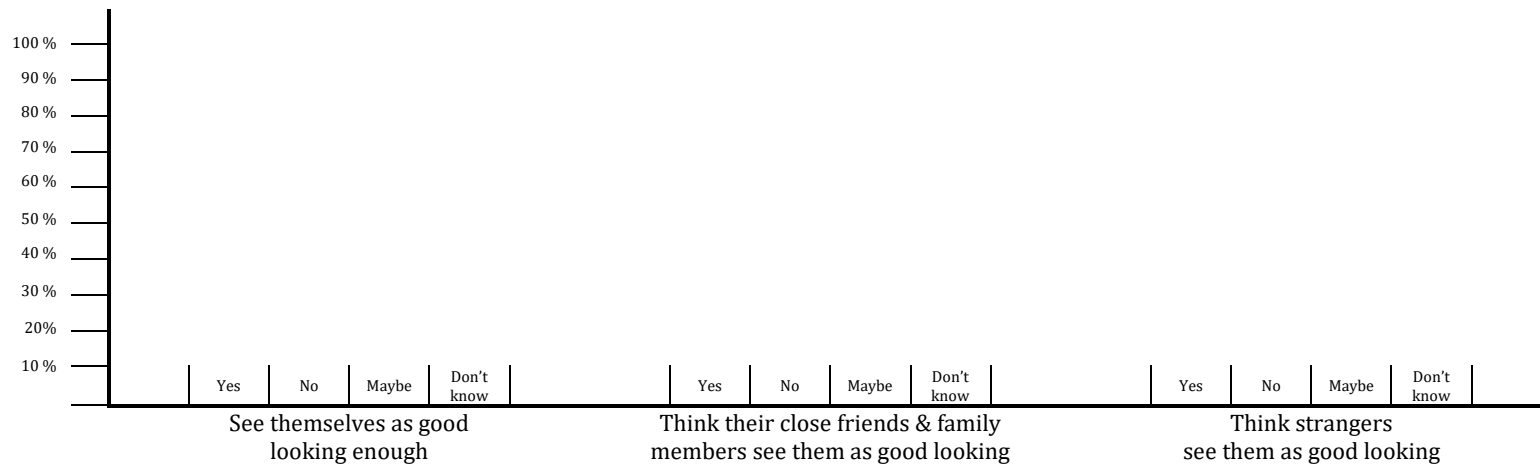 100 %
90 %
80 %
70 %
60 %
50 %
40 %
30 %
20%
10 %
Yes
No
Maybe
Don't
know
See themselves as good
looking enough
Yes
No
Maybe
Don't
know
Think their close friends & family
members see them as good looking
Yes
No
Maybe
Don't
know
Think strangers
see them as good looking